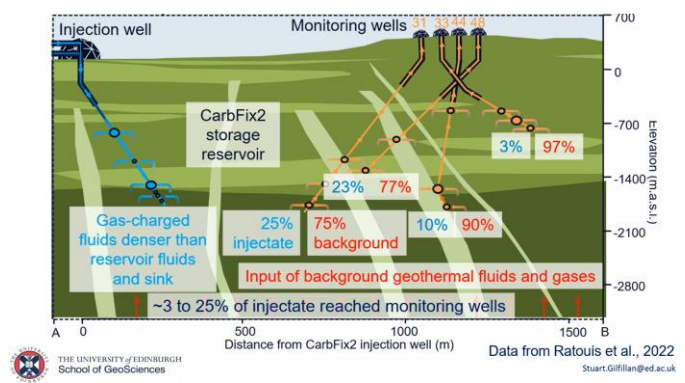 Injection well
Monitoring wells
31 33 44 48
700
0
-700
-1400
-2100
-2800
Elevation (m.a.s.l.)
CarbFix2
storage
reservoir
3% 97%
23% 77%
25%
injectate
75%
background
10% 90%
Gas-charged
fluids denser than
reservoir fluids
and sink
Input of background geothermal fluids and gases
~3 to 25% of injectate reached monitoring wells
A 0 500 1000 1500 B
Distance from CarbFix2 injection well (m)
Data from Ratouis et al., 2022
THE UNIVERSITY of EDINBURGH
School of GeoSciences
Stuart.Gilfillan@ed.ac.uk